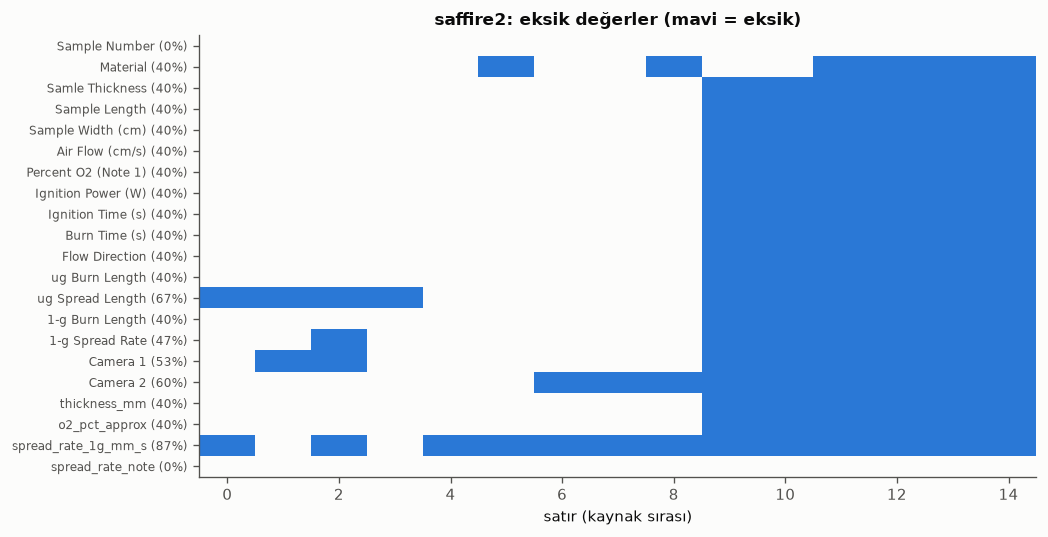 saffire2: eksik değerler (mavi = eksik)
Sample Number (0%)
Material (40%)
Samle Thickness (40%)
Sample Length (40%)
Sample Width (cm) (40%)
Air Flow (cm/s) (40%)
Percent O2 (Note 1) (40%)
Ignition Power (W) (40%)
Ignition Time (s) (40%)
Burn Time (s) (40%)
Flow Direction (40%)
ug Burn Length (40%)
ug Spread Length (67%)
1-g Burn Length (40%)
1-g Spread Rate (47%)
Camera 1 (53%)
Camera 2 (60%)
thickness_mm (40%)
o2_pct_approx (40%)
spread_rate_1g_mm_s (87%)
spread_rate_note (0%)
0 2 4 6 8 10 12 14
satır (kaynak sırası)